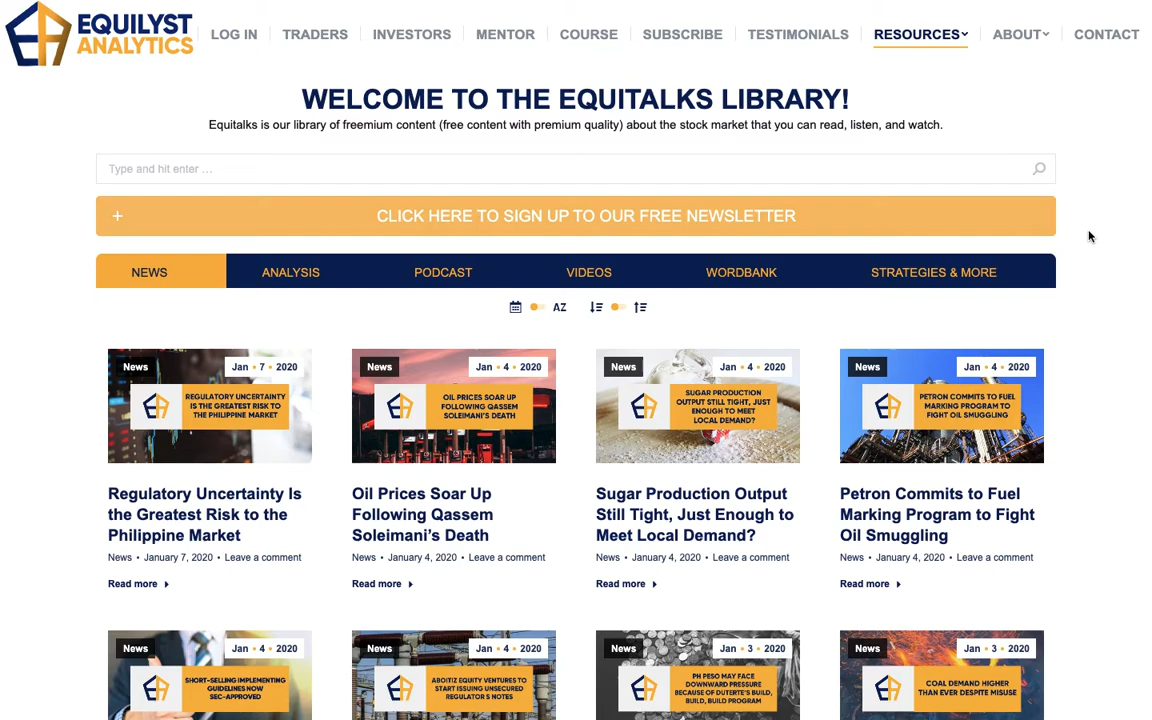 EQUILYST
ANALYTICS
LOG IN
TRADERS
INVESTORS
MENTOR
COURSE
SUBSCRIBE
TESTIMONIALS
RESOURCES
ABOUT
CONTACT
WELCOME TO THE EQUITALKS LIBRARY!
Equitalks is our library of freemium content (free content with premium quality) about the stock market that you can read, listen, and watch.
Type and hit enter …
+ CLICK HERE TO SIGN UP TO OUR FREE NEWSLETTER
NEWS
ANALYSIS
PODCAST
VIDEOS
WORDBANK
STRATEGIES & MORE
AZ
News
Jan • 7 • 2020
REGULATORY UNCERTAINTY
IS THE GREATEST RISK TO
THE PHILIPPINE MARKET
Regulatory Uncertainty Is
the Greatest Risk to the
Philippine Market
News • January 7, 2020 • Leave a comment
Read more
News
Jan • 4 • 2020
OIL PRICES SOAR UP
FOLLOWING QASSEM
SOLEIMANI'S DEATH
Oil Prices Soar Up
Following Qassem
Soleimani’s Death
News • January 4, 2020 • Leave a comment
Read more
News
Jan • 4 • 2020
SUGAR PRODUCTION
OUTPUT STILL TIGHT, JUST
ENOUGH TO MEET
LOCAL DEMAND?
Sugar Production Output
Still Tight, Just Enough to
Meet Local Demand?
News • January 4, 2020 • Leave a comment
Read more
News
Jan • 4 • 2020
PETRON COMMITS TO FUEL
MARKING PROGRAM TO
FIGHT OIL SMUGGLING
Petron Commits to Fuel
Marking Program to Fight
Oil Smuggling
News • January 4, 2020 • Leave a comment
Read more
News
Jan • 4 • 2020
SHORT-SELLING IMPLEMENTING
GUIDELINES NOW
SEC-APPROVED
News
Jan • 4 • 2020
ABOITIZ EQUITY VENTURES TO
START ISSUING UNSECURED
REGULATOR'S NOTES
News
Jan • 3 • 2020
PH PESO MAY FACE
DOWNWARD PRESSURE
BECAUSE OF DUTERTE'S BUILD,
BUILD, BUILD PROGRAM
News
Jan • 3 • 2020
COAL DEMAND HIGHER
THAN EVER DESPITE MISUSE